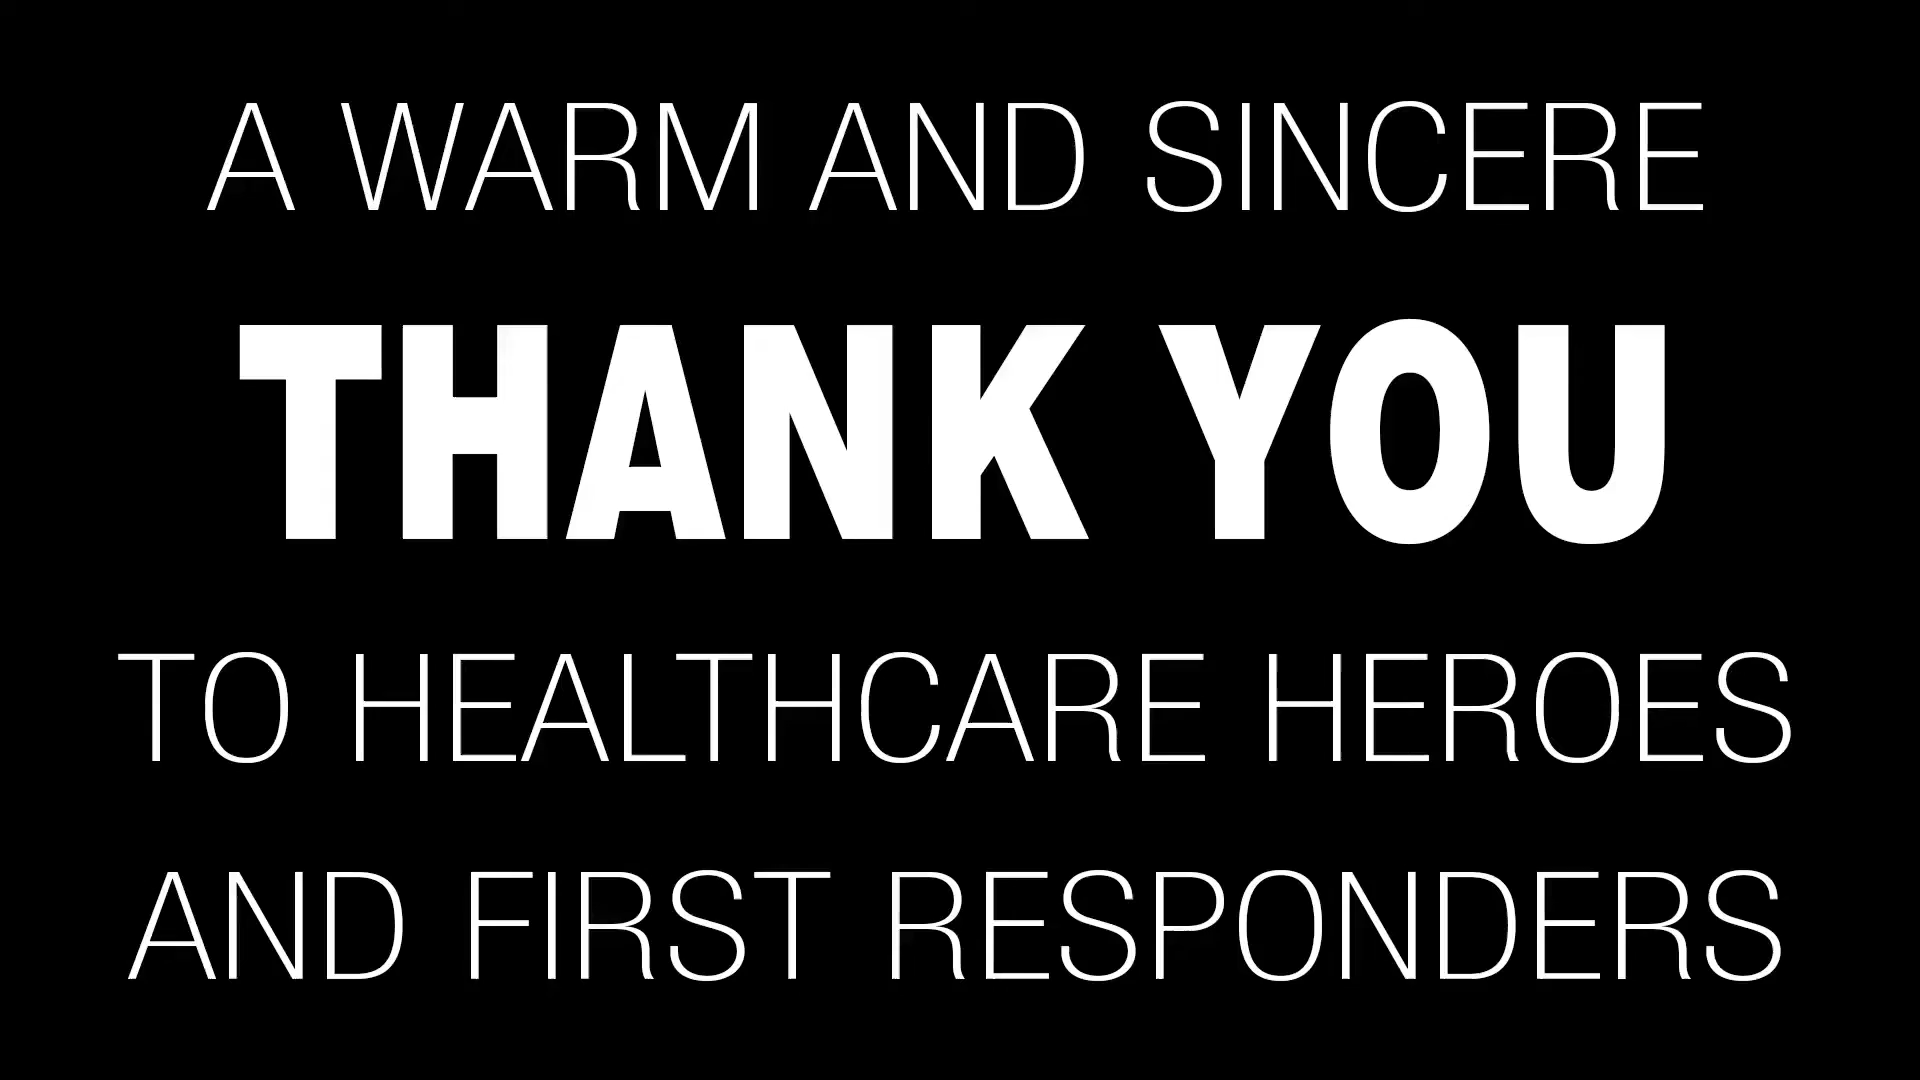 A WARM AND SINCERE
THANK YOU
TO HEALTHCARE HEROES
AND FIRST RESPONDERS